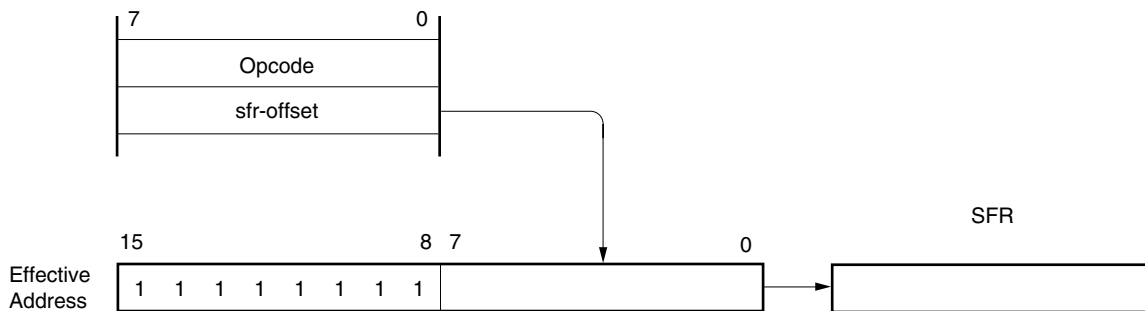 7 0
Opcode
sfr-offset
SFR
15 8 7 0
Effective
Address
1 1 1 1 1 1 1 1